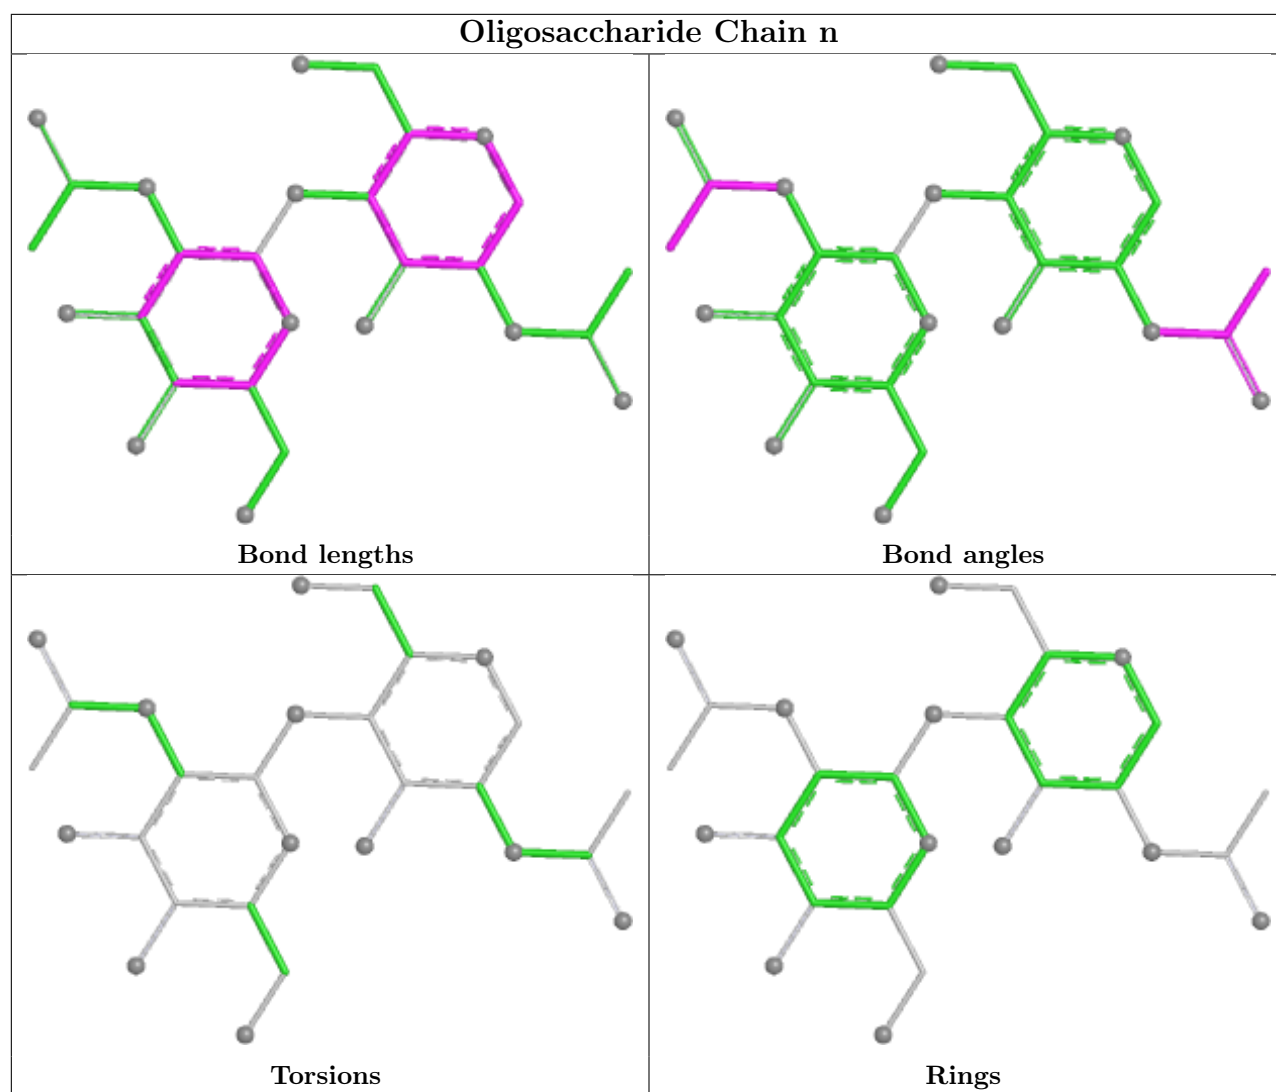 Oligosaccharide Chain n
Bond lengths
Bond angles
Torsions
Rings